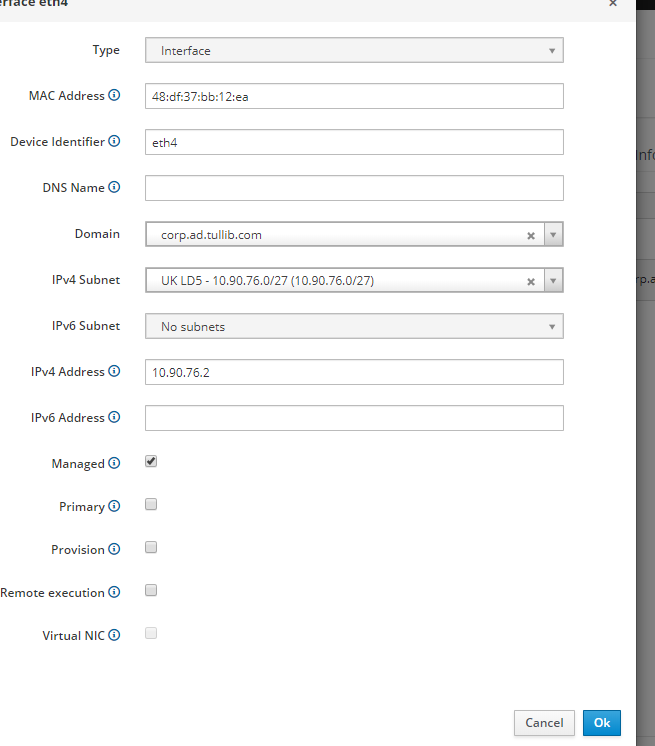 rface eth4
×
Type Interface
MAC Address 48:df:37:bb:12:ea
Device Identifier eth4
DNS Name
Domain corp.ad.tullib.com
IPv4 Subnet UK LD5 - 10.90.76.0/27 (10.90.76.0/27)
IPv6 Subnet No subnets
IPv4 Address 10.90.76.2
IPv6 Address
Managed
Primary
Provision
Remote execution
Virtual NIC
Cancel Ok
Info
rp.a